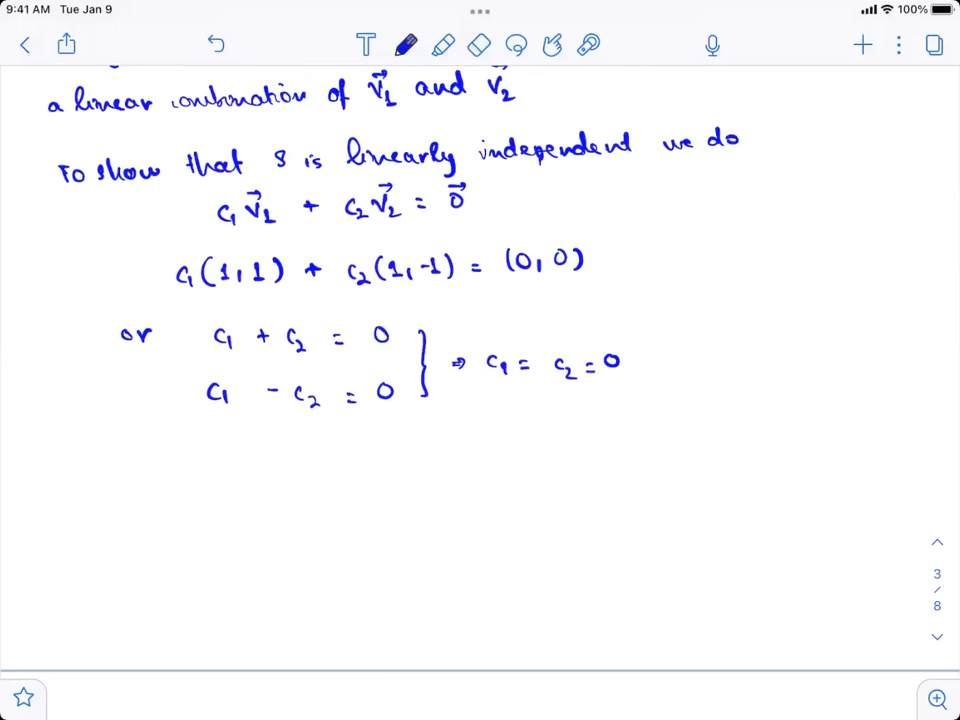 9:41 AM Tue Jan 9
100%
a linear combination of v⃗₁ and v⃗₂
To show that S is linearly independent we do
c₁ v⃗₁ + c₂ v⃗₂ = 0⃗
c₁(1, 1) + c₂(1, -1) = (0, 0)
or c₁ + c₂ = 0
c₁ - c₂ = 0 } ⇒ c₁ = c₂ = 0
3
/
8